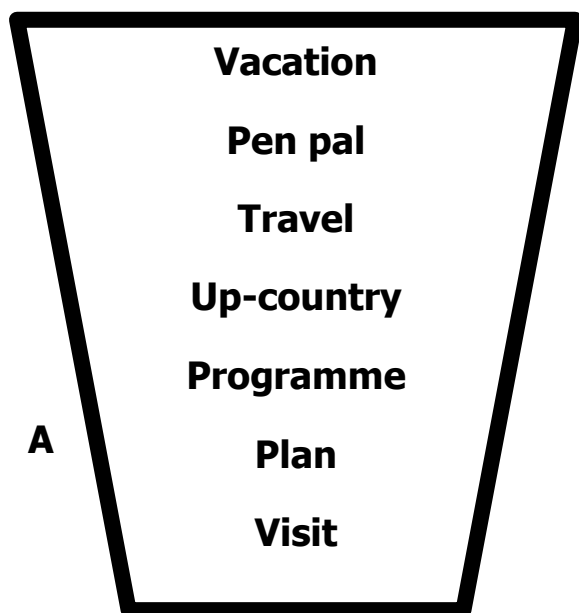 Vacation
Pen pal
Travel
Up-country
Programme
A
Plan
Visit